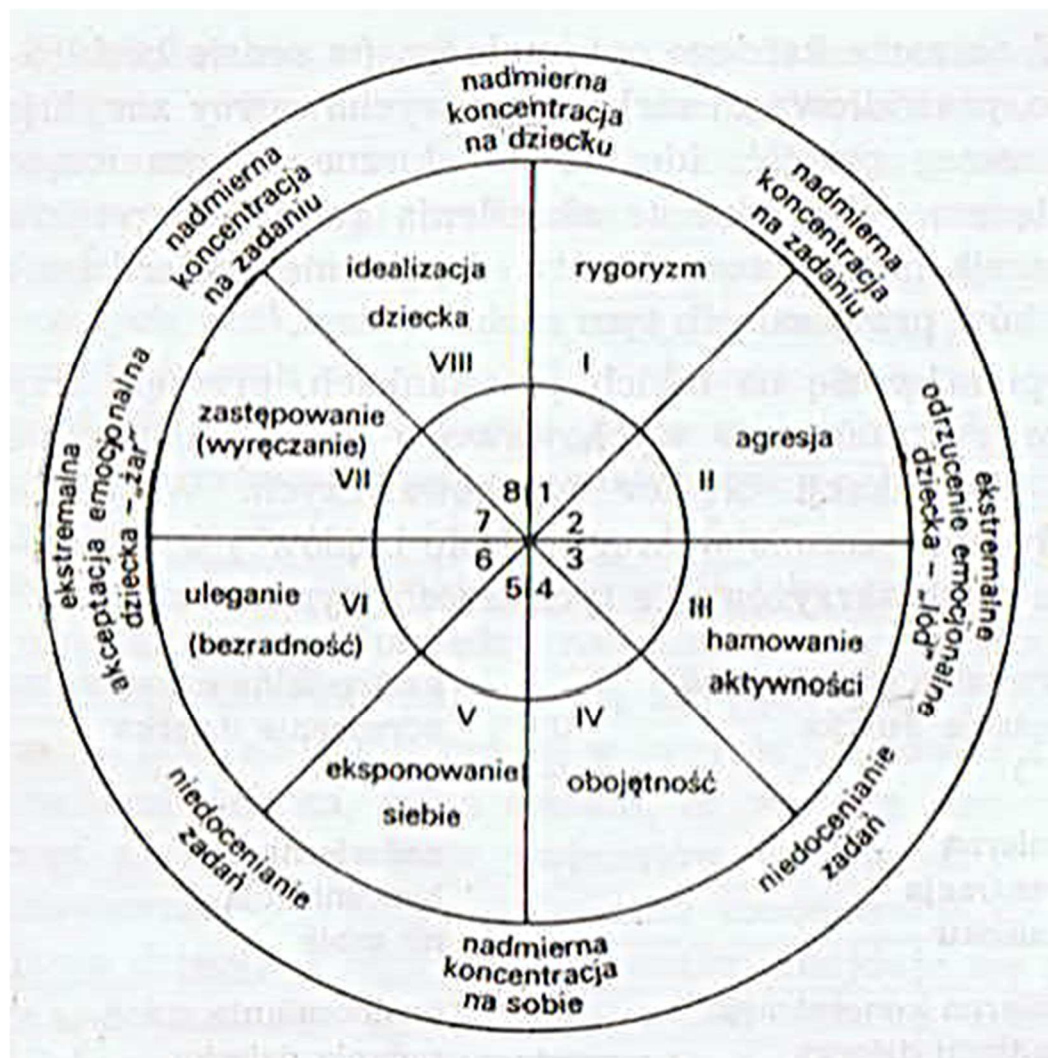 nadmierna
koncentracja
na dziecku
nadmierna
koncentracja
na zadaniu
nadmierna
koncentracja
na zadaniu
idealizacja
dziecka
VIII
rygoryzm
I
zastępowanie
(wyręczanie)
VII
agresja
II
ekstremalna
akceptacja emocjonalna
dziecka – „żar”
ekstremalne
odrzucenie emocjonalne
dziecka – „lód”
8 1
7 2
6 3
5 4
uleganie
VI
(bezradność)
III
hamowanie
aktywności
V
eksponowanie
siebie
IV
obojętność
niedocenianie
zadań
niedocenianie
zadań
nadmierna
koncentracja
na sobie